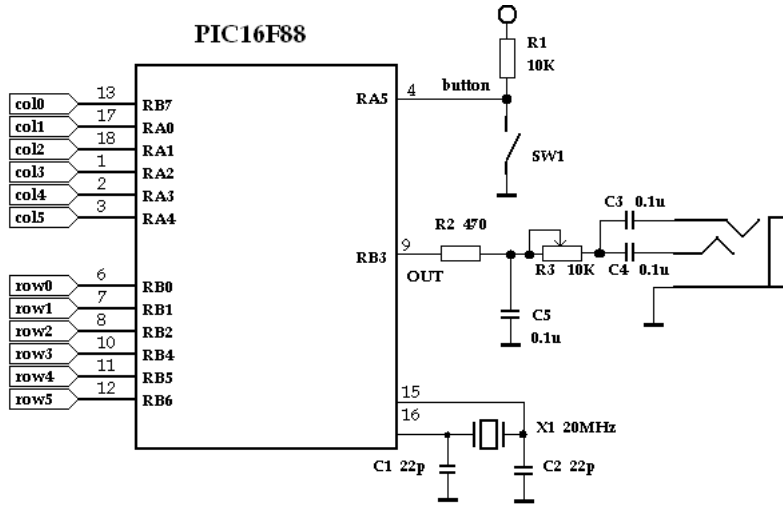 PIC16F88
R1
10K
col0 13 RB7
col1 17 RA0
col2 18 RA1
col3 1 RA2
col4 2 RA3
col5 3 RA4
RA5 4 button
SW1
C3 0.1u
R2 470
RB3 9
OUT
R3 10K
C4
0.1u
C5
0.1u
row0 6 RB0
row1 7 RB1
row2 8 RB2
row3 10 RB4
row4 11 RB5
row5 12 RB6
15
16
X1 20MHz
C1 22p
C2 22p